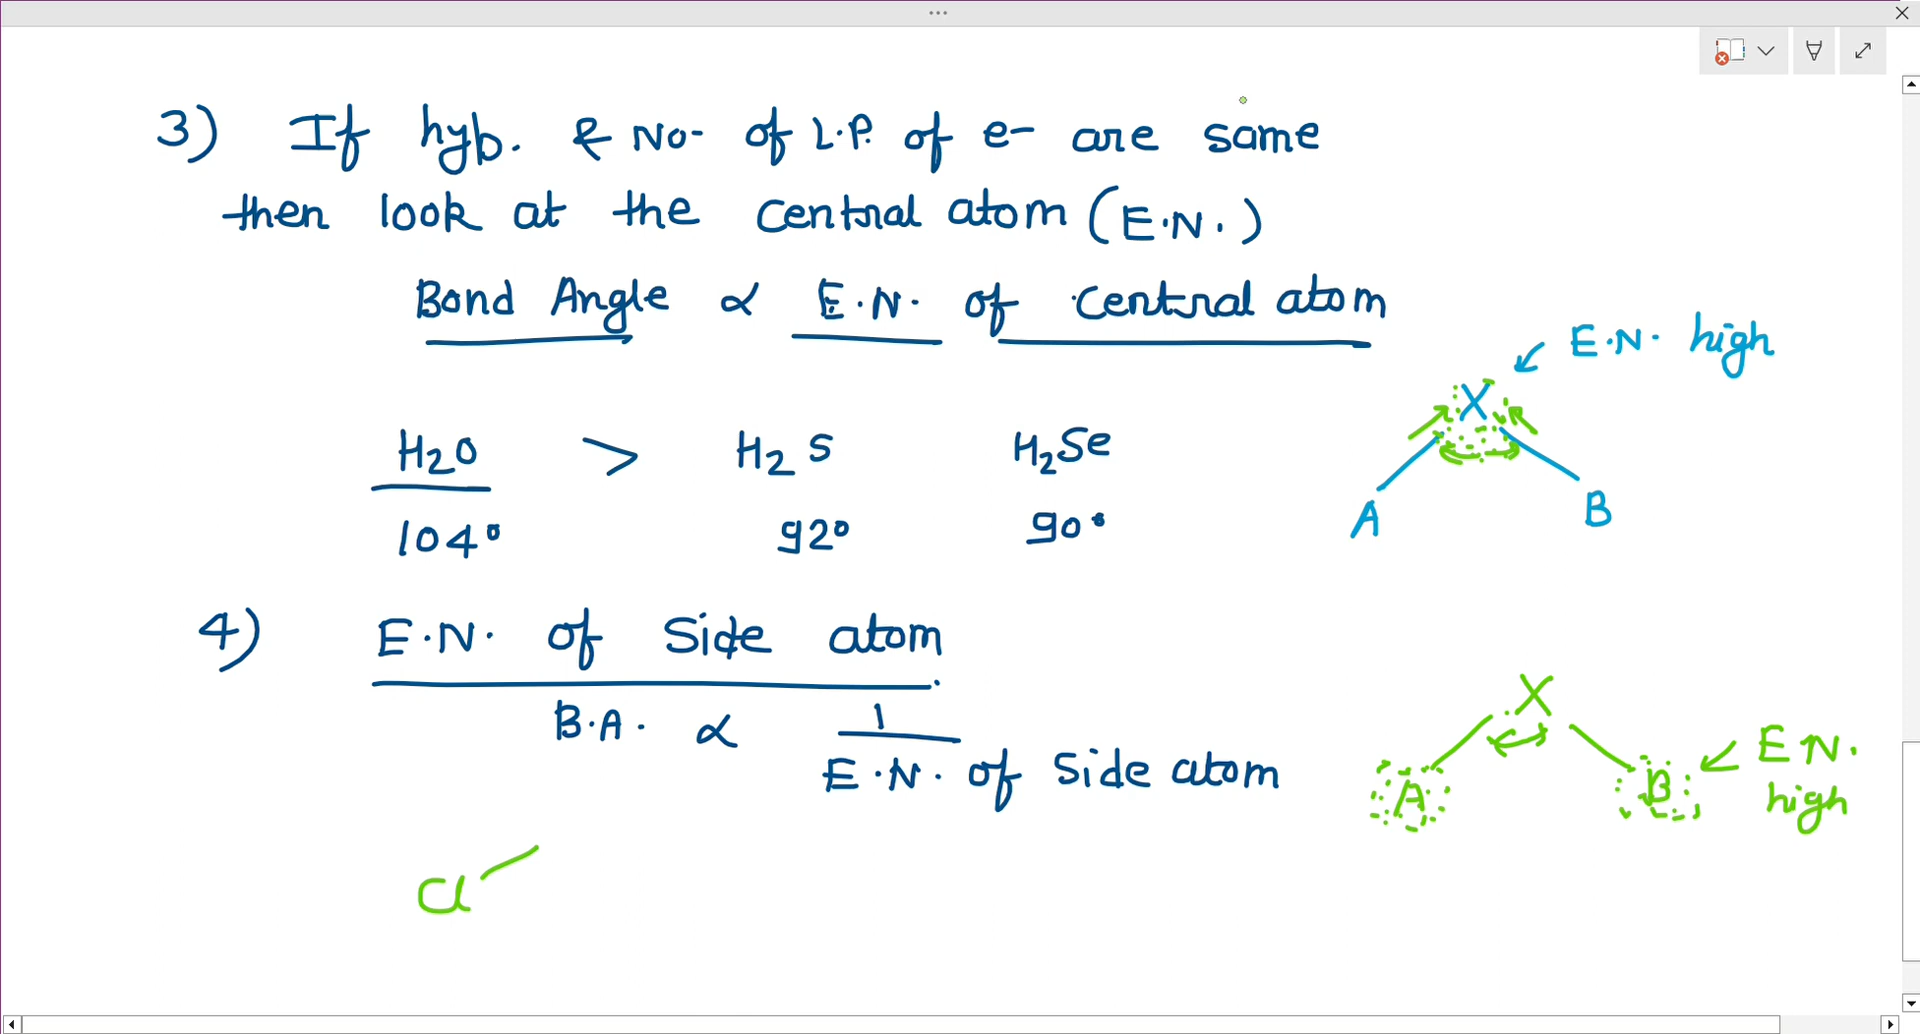 3) If hyb. & No- of L.P. of e- are same
then look at the central atom (E.N.)
Bond Angle ∝ E.N. of Central atom
E.N. high
X
A
B
H2O > H2S H2Se
104° 92° 90°
4) E.N. of Side atom
B.A. ∝ 1
E.N. of Side atom
X
A
B
E N.
high
Cl